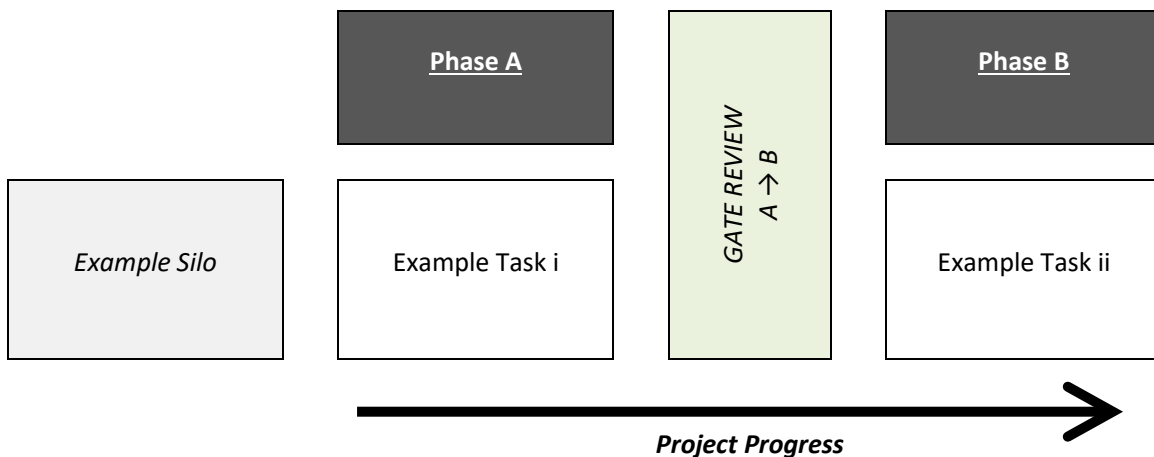 Phase A
GATE REVIEW
A → B
Phase B
Example Silo
Example Task i
Example Task ii
Project Progress